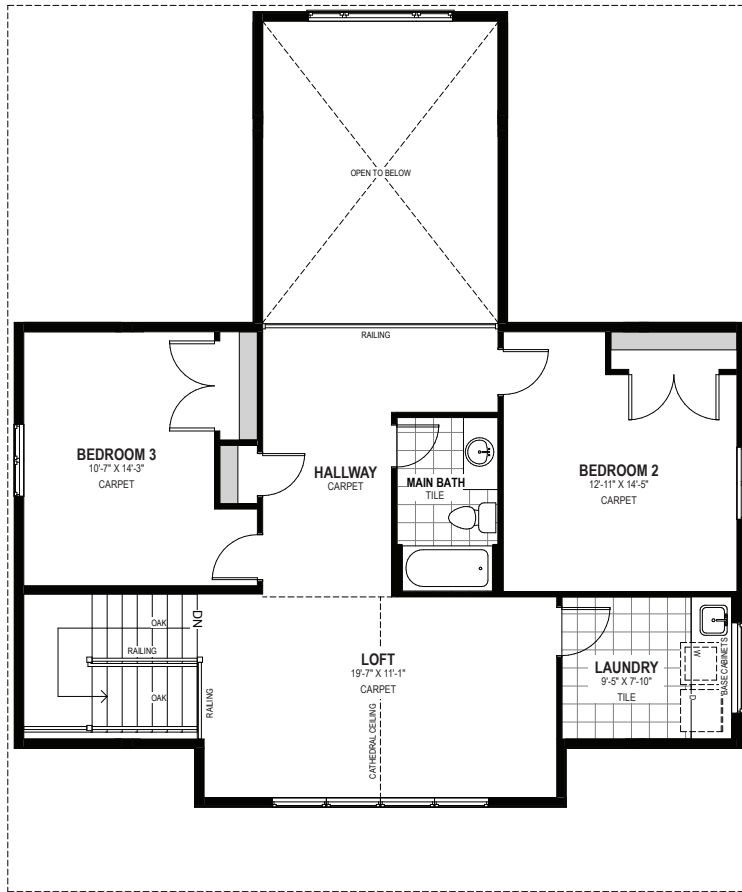 OPEN TO BELOW
RAILING
BEDROOM 3
10'-7" X 14'-3"
CARPET
HALLWAY
CARPET
MAIN BATH
TILE
BEDROOM 2
12'-11" X 14'-5"
CARPET
OAK
DN
RAILING
OAK
RAILING
LOFT
19'-7" X 11'-1"
CARPET
CATHEDRAL CEILING
LAUNDRY
9'-5" X 7'-10"
TILE
W
D
BASE CABINETS